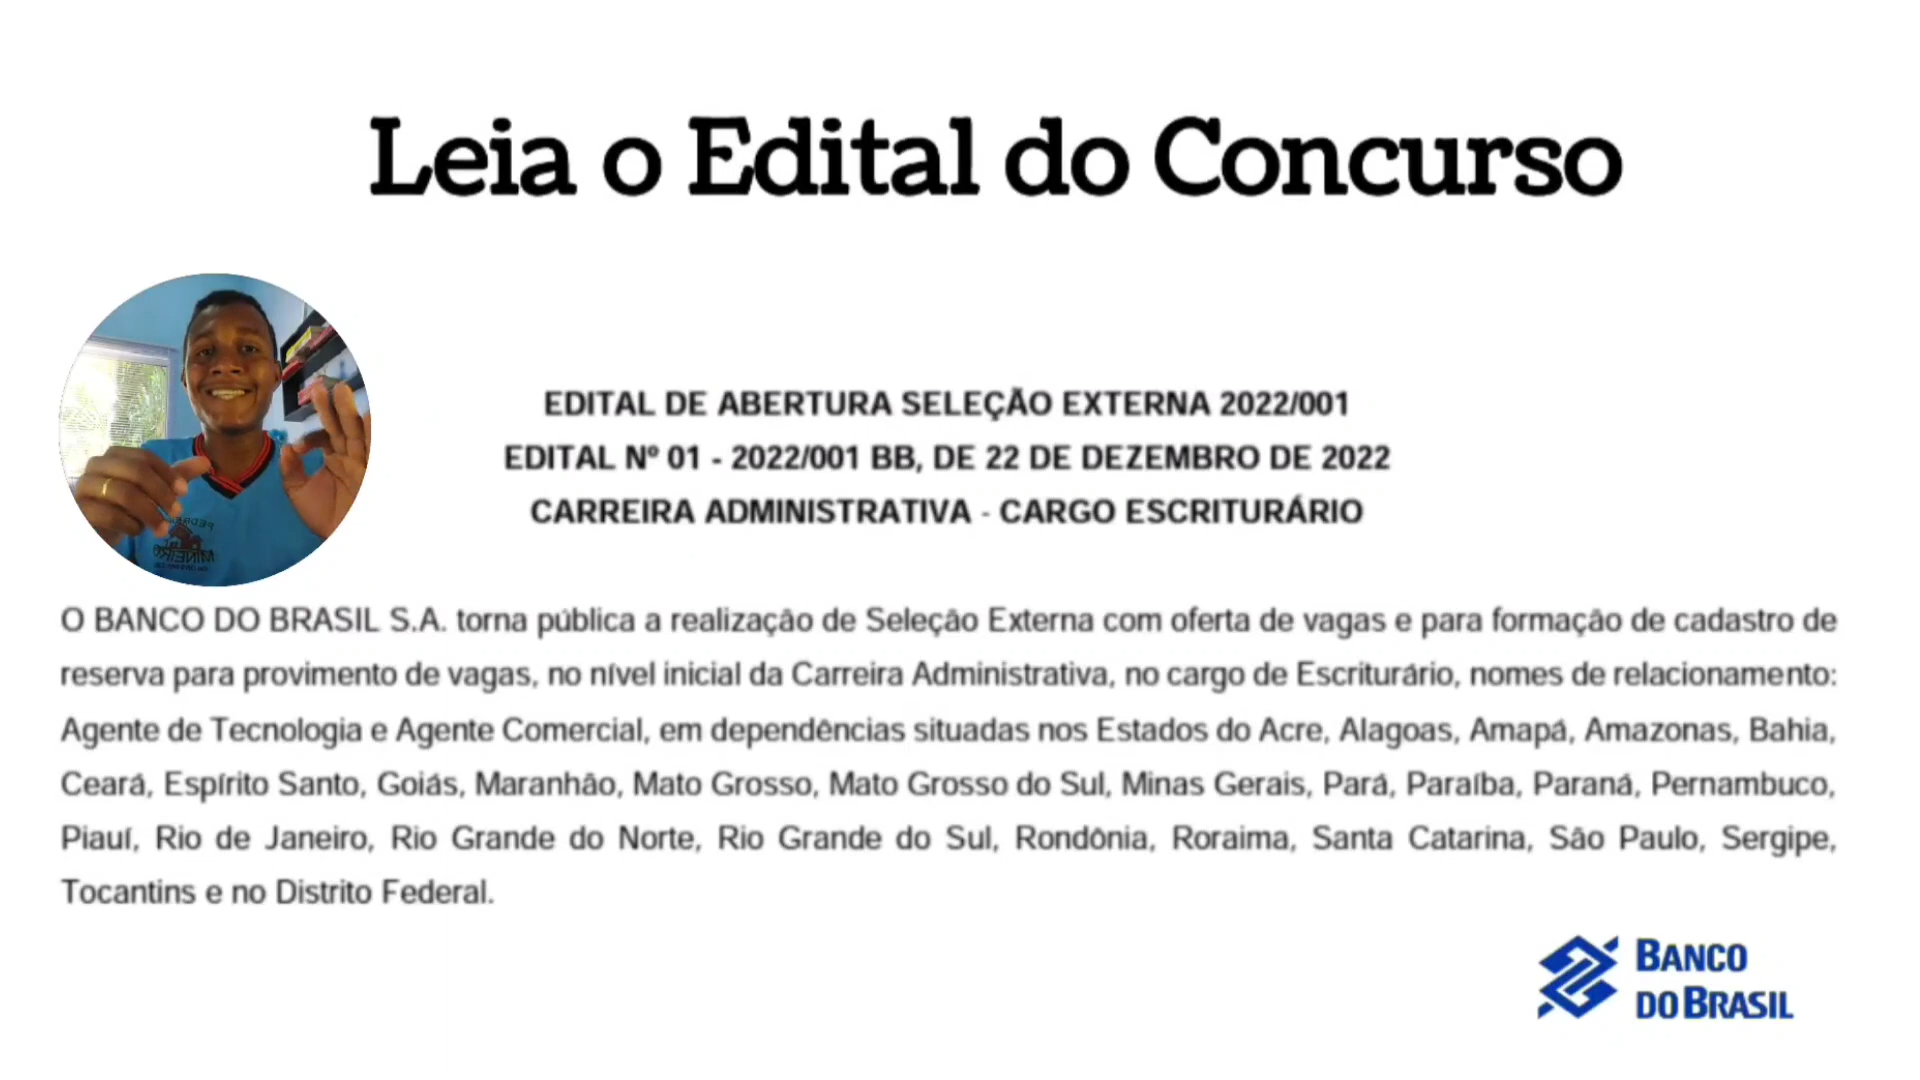 Leia o Edital do Concurso
EDITAL DE ABERTURA SELEÇÃO EXTERNA 2022/001
EDITAL Nº 01 - 2022/001 BB, DE 22 DE DEZEMBRO DE 2022
CARREIRA ADMINISTRATIVA - CARGO ESCRITURÁRIO
PEDRA
MINEIRO
O BANCO DO BRASIL S.A. torna pública a realização de Seleção Externa com oferta de vagas e para formação de cadastro de
reserva para provimento de vagas, no nível inicial da Carreira Administrativa, no cargo de Escriturário, nomes de relacionamento:
Agente de Tecnologia e Agente Comercial, em dependências situadas nos Estados do Acre, Alagoas, Amapá, Amazonas, Bahia,
Ceará, Espírito Santo, Goiás, Maranhão, Mato Grosso, Mato Grosso do Sul, Minas Gerais, Pará, Paraíba, Paraná, Pernambuco,
Piauí, Rio de Janeiro, Rio Grande do Norte, Rio Grande do Sul, Rondônia, Roraima, Santa Catarina, São Paulo, Sergipe,
Tocantins e no Distrito Federal.
BANCO
DO BRASIL